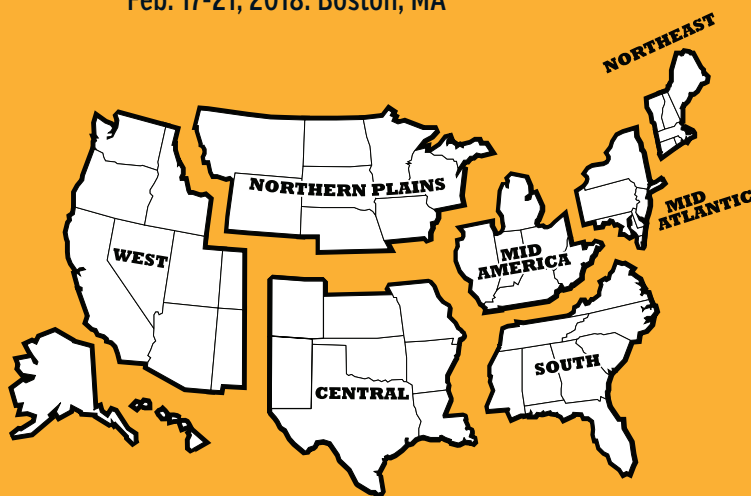 Feb. 17-21, 2018. Boston, MA
NORTHEAST
NORTHERN PLAINS
MID
ATLANTIC
WEST
MID
AMERICA
SOUTH
CENTRAL